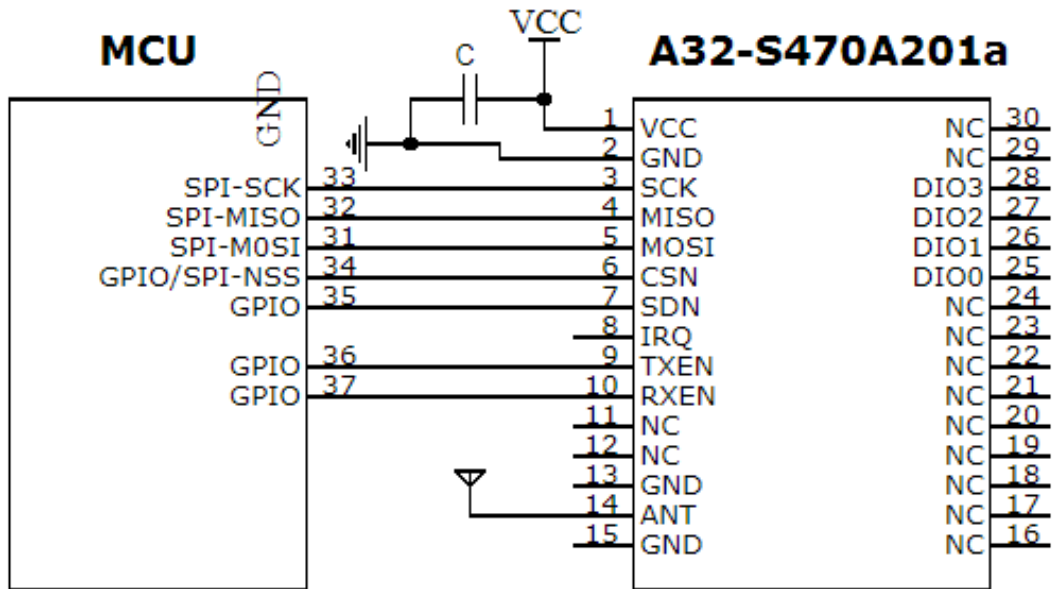 VCC
MCU
C
A32-S470A201a
GND
1 VCC NC 30
2 GND NC 29
SPI-SCK 33 3 SCK DIO3 28
SPI-MISO 32 4 MISO DIO2 27
SPI-M0SI 31 5 MOSI DIO1 26
GPIO/SPI-NSS 34 6 CSN DIO0 25
GPIO 35 7 SDN NC 24
8 IRQ NC 23
GPIO 36 9 TXEN NC 22
GPIO 37 10 RXEN NC 21
11 NC NC 20
12 NC NC 19
13 GND NC 18
14 ANT NC 17
15 GND NC 16